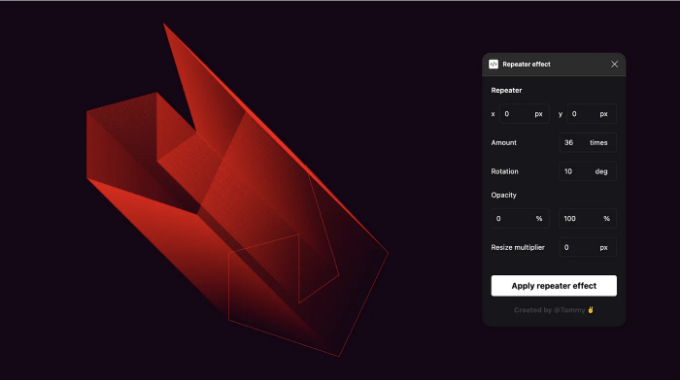 Repeater effect
Repeater
x 0 px y 0 px
Amount 36 times
Rotation 10 deg
Opacity
0 % 100 %
Resize multiplier 0 px
Apply repeater effect
Created by @Tommy ✌️